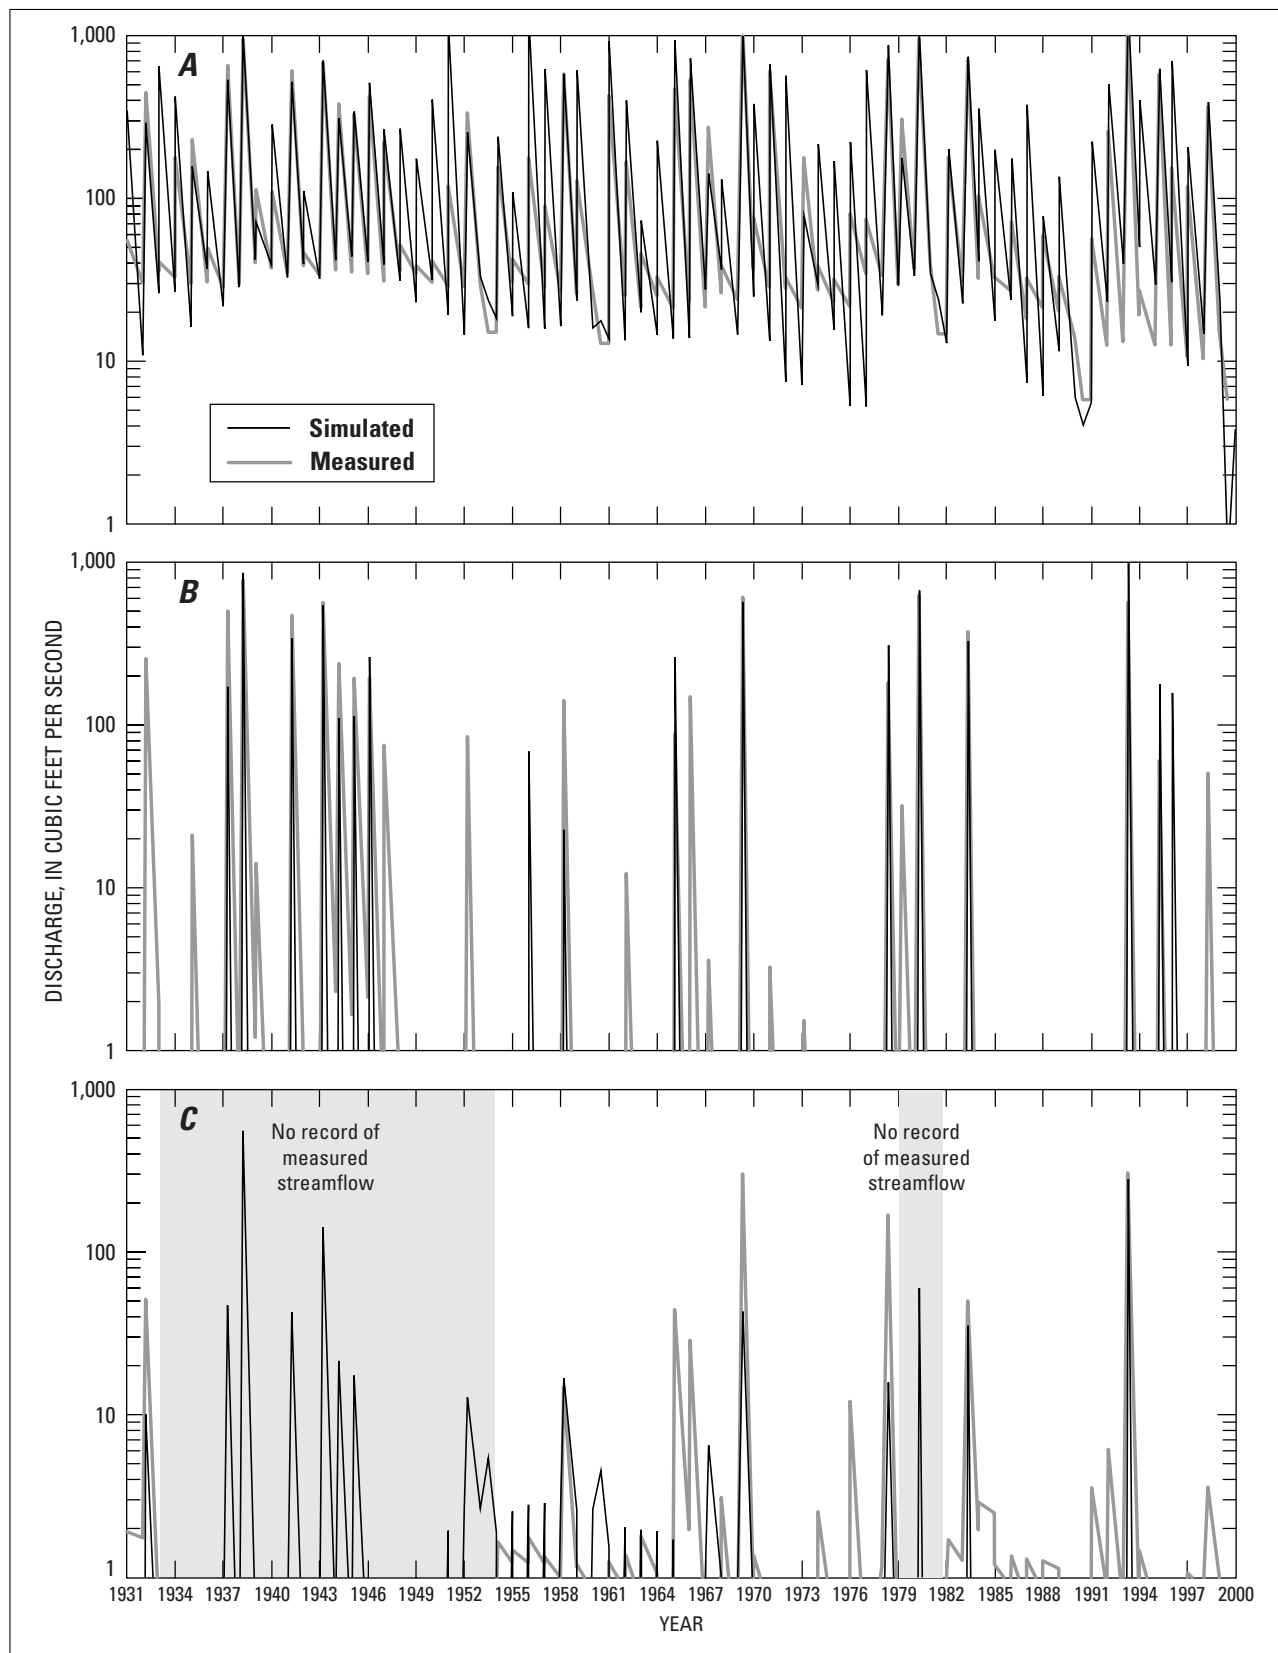 1,000
A
100
10
Simulated
Measured
1
1,000
B
100
10
1
DISCHARGE, IN CUBIC FEET PER SECOND
1,000
C
No record of
measured
streamflow
No record
of measured
streamflow
100
10
1
1931 1934 1937 1940 1943 1946 1949 1952 1955 1958 1961 1964 1967 1970 1973 1976 1979 1982 1985 1988 1991 1994 1997 2000
YEAR